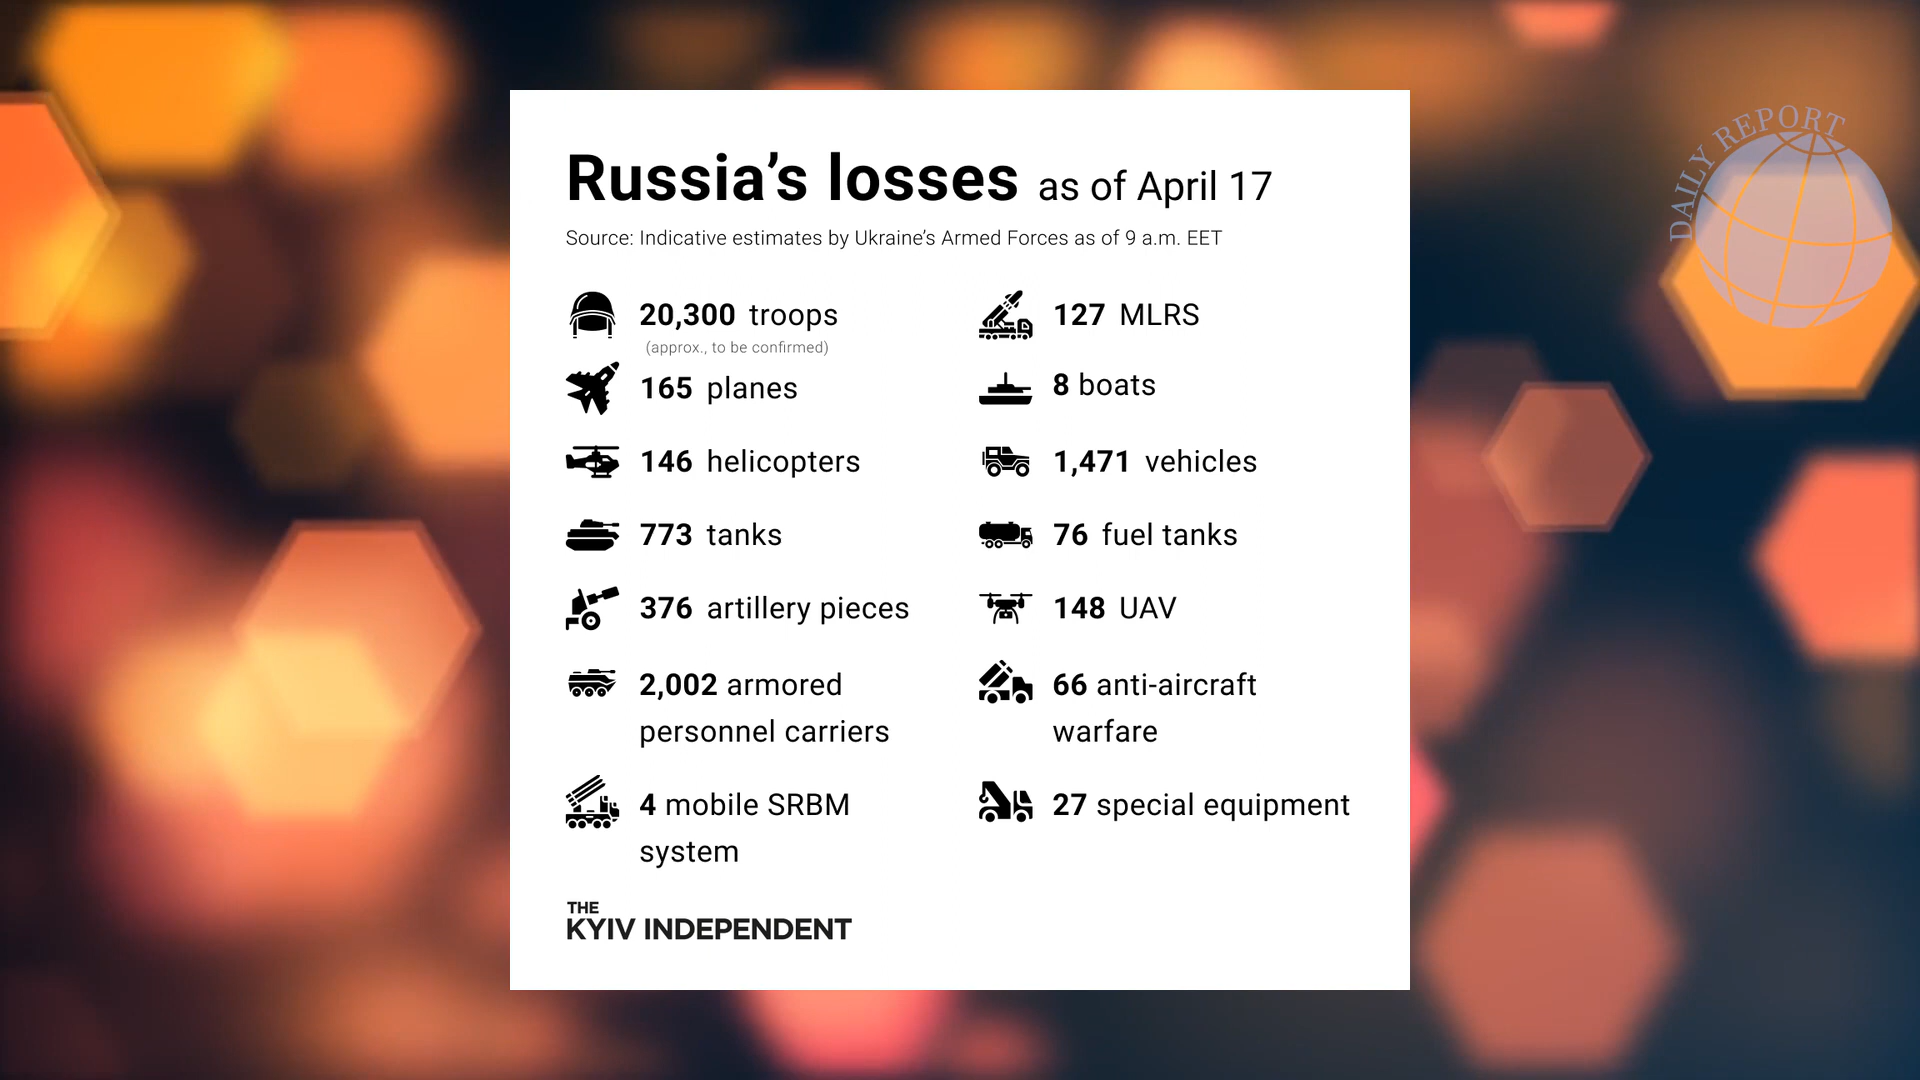 Russia’s losses as of April 17
Source: Indicative estimates by Ukraine’s Armed Forces as of 9 a.m. EET
20,300 troops
(approx., to be confirmed)
165 planes
146 helicopters
773 tanks
376 artillery pieces
2,002 armored
personnel carriers
4 mobile SRBM
system
127 MLRS
8 boats
1,471 vehicles
76 fuel tanks
148 UAV
66 anti-aircraft
warfare
27 special equipment
THE
KYIV INDEPENDENT
DAILY REPORT